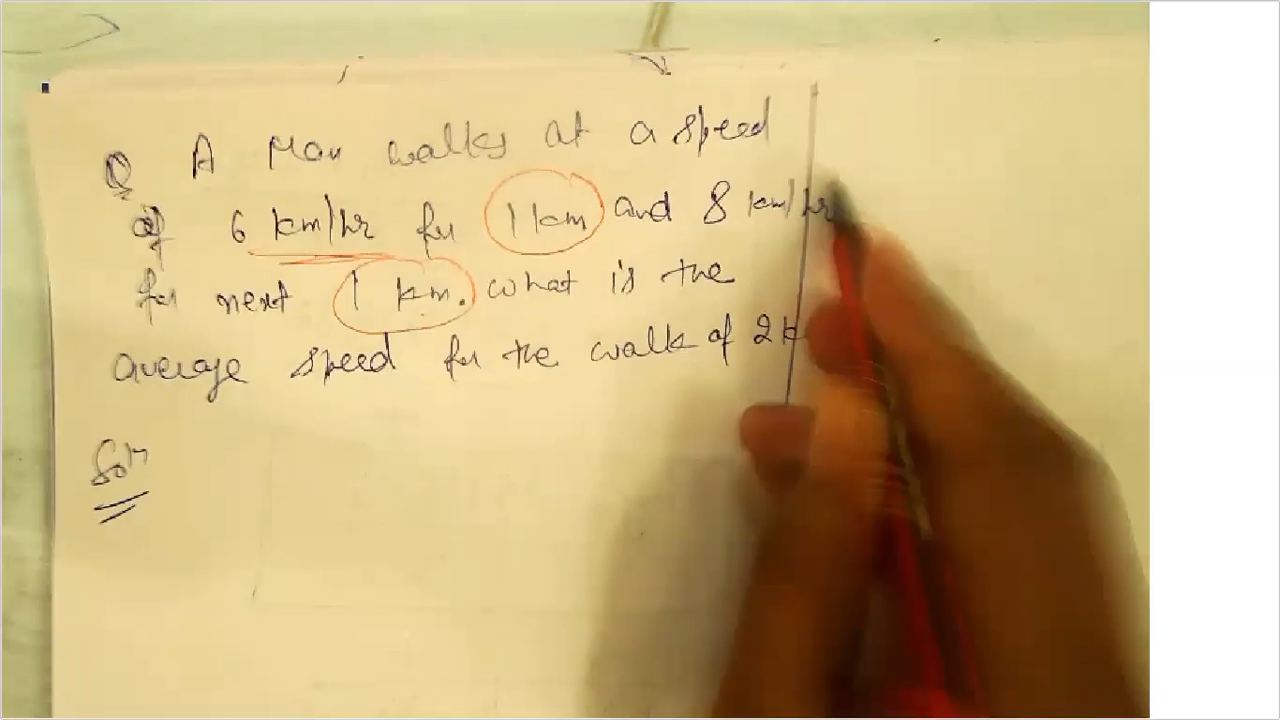 Q A Man walks at a speed
of 6 km/hr for 1 km and 8 km/hr
for next 1 km. what is the
average speed for the walk of 2 k
Soln